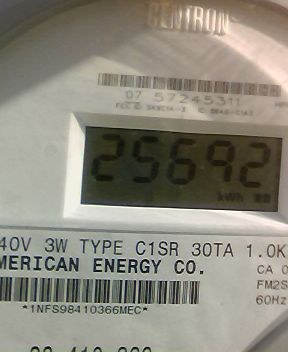 CENTRON
07 57245311
25692
kWh
40V 3W TYPE C1SR 30TA 1.0K
MERICAN ENERGY CO.
CA 0
FM2S
60Hz
*1NFS98410366MEC*